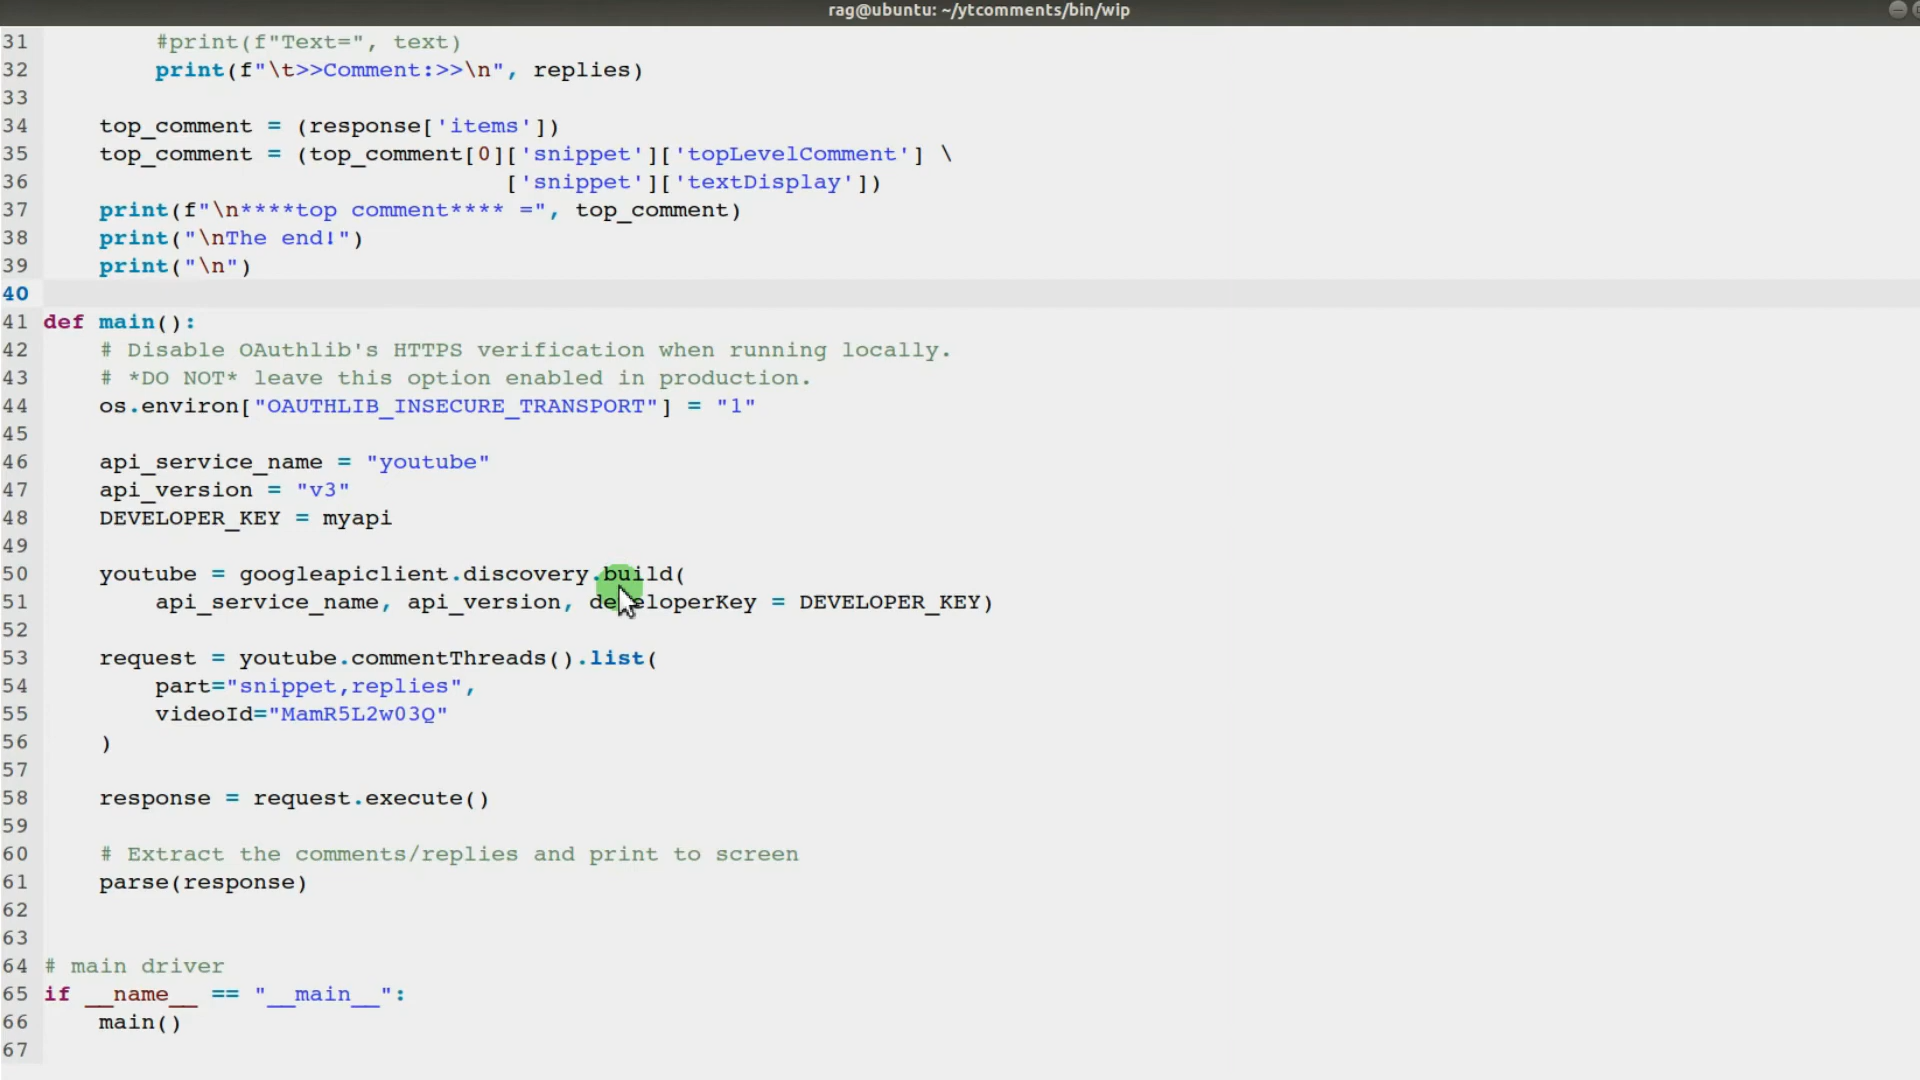 rag@ubuntu: ~/ytcomments/bin/wip
31         #print(f"Text=", text)
32         print(f"\t>>Comment:>>\n", replies)
33
34     top_comment = (response['items'])
35     top_comment = (top_comment[0]['snippet']['topLevelComment'] \
36                                  ['snippet']['textDisplay'])
37     print(f"\n****top comment**** =", top_comment)
38     print("\nThe end!")
39     print("\n")
40
41 def main():
42     # Disable OAuthlib's HTTPS verification when running locally.
43     # *DO NOT* leave this option enabled in production.
44     os.environ["OAUTHLIB_INSECURE_TRANSPORT"] = "1"
45
46     api_service_name = "youtube"
47     api_version = "v3"
48     DEVELOPER_KEY = myapi
49
50     youtube = googleapiclient.discovery.build(
51         api_service_name, api_version, developerKey = DEVELOPER_KEY)
52
53     request = youtube.commentThreads().list(
54         part="snippet,replies",
55         videoId="MamR5L2w03Q"
56     )
57
58     response = request.execute()
59
60     # Extract the comments/replies and print to screen
61     parse(response)
62
63
64 # main driver
65 if __name__ == "__main__":
66     main()
67